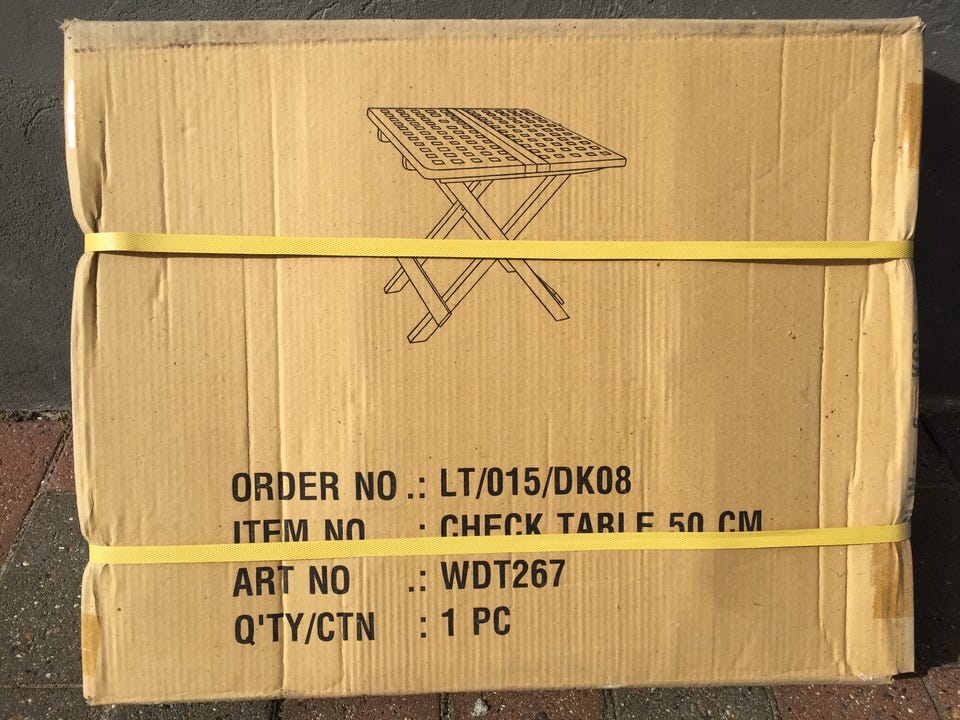 ORDER NO .: LT/015/DK08
ITEM NO : CHECK TABLE 50 CM
ART NO .: WDT267
Q'TY/CTN : 1 PC